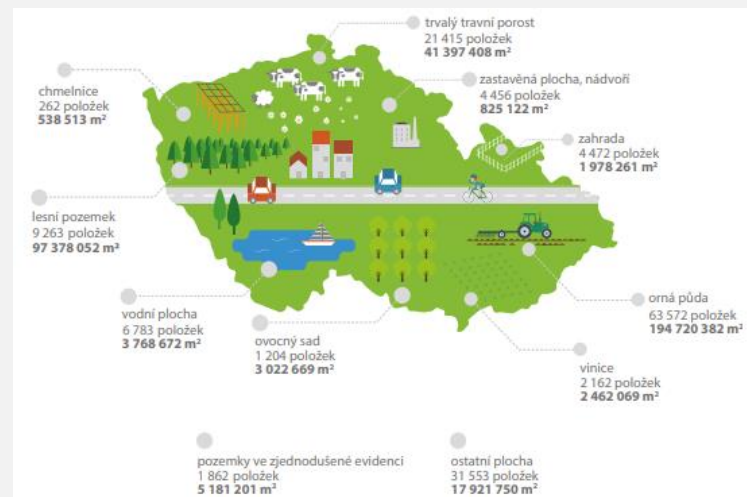 trvalý travní porost
21 415 položek
41 397 408 m²
chmelnice
262 položek
538 513 m²
zastavěná plocha, nádvoří
4 456 položek
825 122 m²
zahrada
4 472 položek
1 978 261 m²
lesní pozemek
9 263 položek
97 378 052 m²
vodní plocha
6 783 položek
3 768 672 m²
ovocný sad
1 204 položek
3 022 669 m²
orná půda
63 572 položek
194 720 382 m²
vinice
2 162 položek
2 462 069 m²
pozemky ve zjednodušené evidenci
1 862 položek
5 181 201 m²
ostatní plocha
31 553 položek
17 921 750 m²